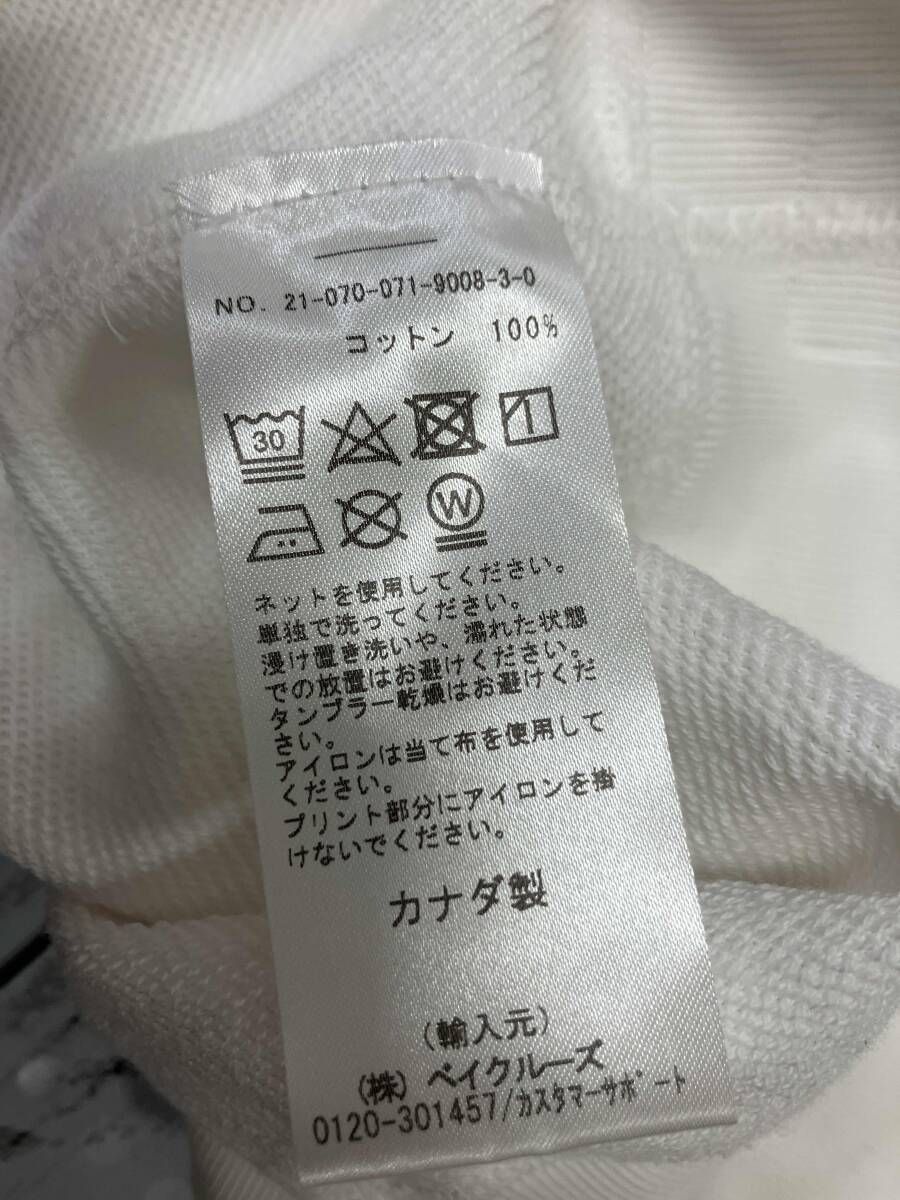 NO. 21-070-071-9008-3-0
コットン 100%
30
W
ネットを使用してください。
単独で洗ってください。
浸け置き洗いや、濡れた状態
での放置はお避けください。
タンブラー乾燥はお避けくだ
さい。
アイロンは当て布を使用して
ください。
プリント部分にアイロンを掛
けないでください。
カナダ製
(輸入元)
(株) ベイクルーズ
0120-301457/カスタマーサポート